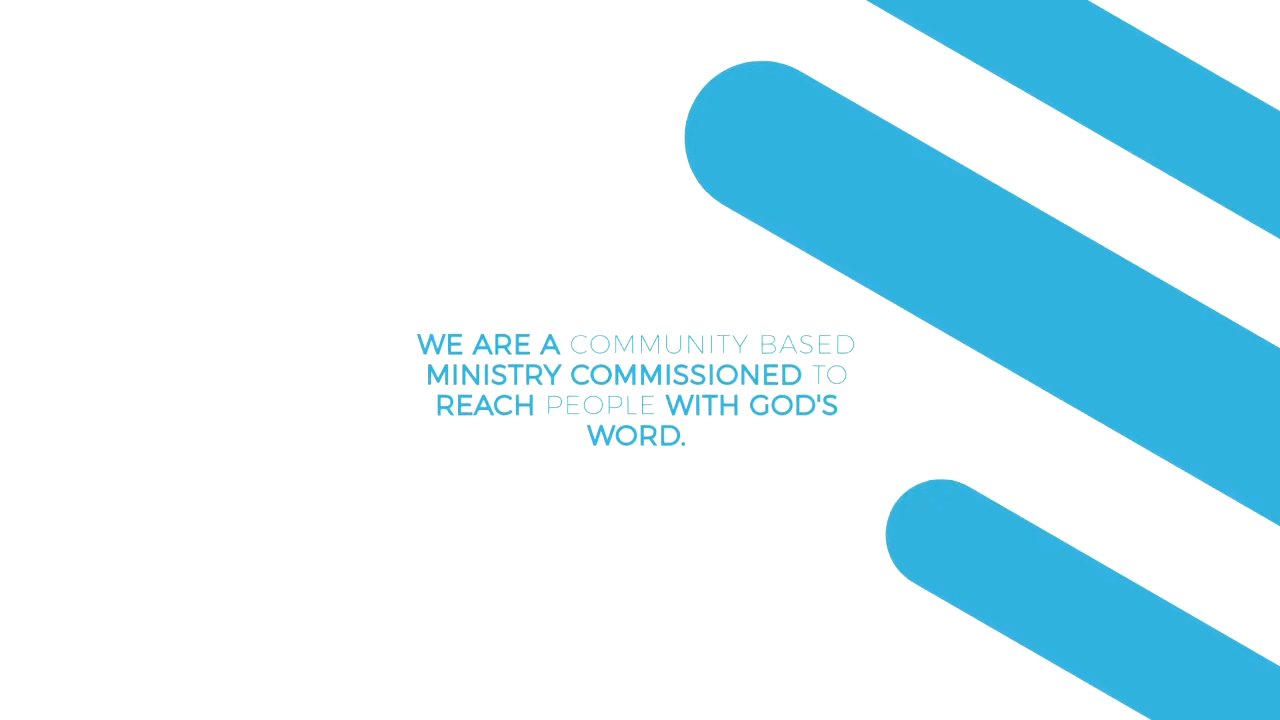 WE ARE A COMMUNITY BASED
MINISTRY COMMISSIONED TO
REACH PEOPLE WITH GOD'S
WORD.